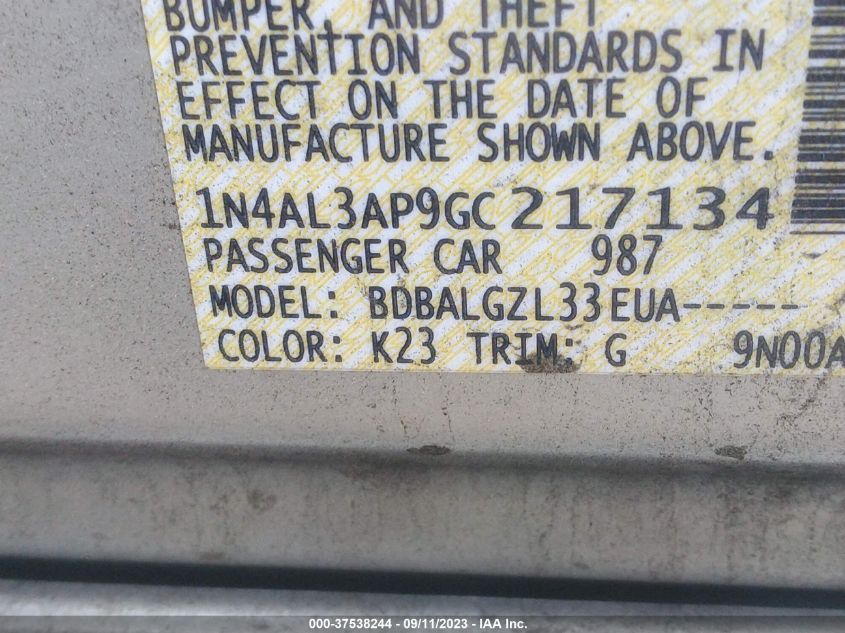 BUMPER, AND THEFT
PREVENTION STANDARDS IN
EFFECT ON THE DATE OF
MANUFACTURE SHOWN ABOVE.
1N4AL3AP9GC217134
PASSENGER CAR 987
MODEL: BDBALGZL33EUA-----
COLOR: K23 TRIM: G 9N00A
000-37538244 - 09/11/2023 - IAA Inc.